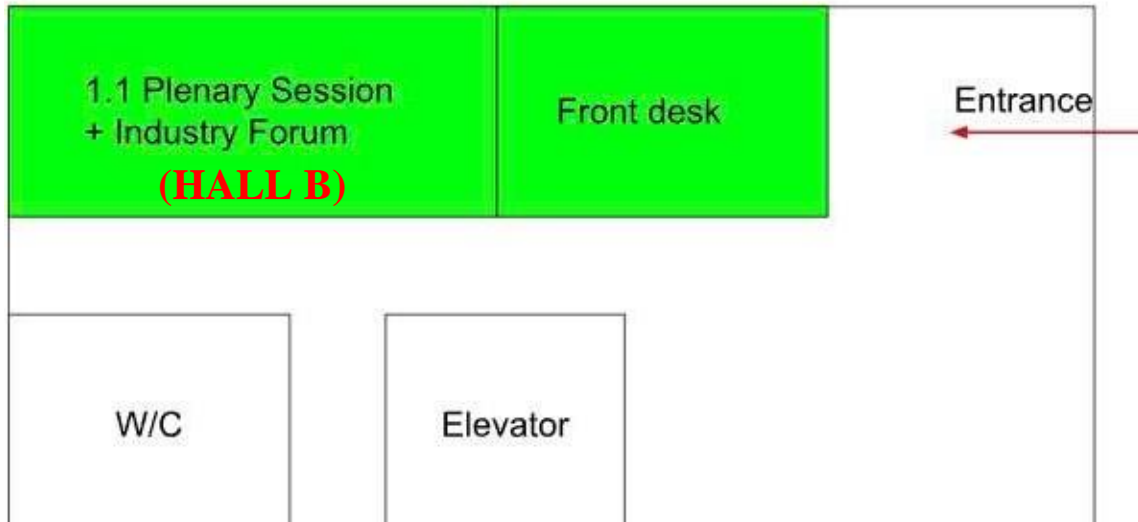 1.1 Plenary Session
+ Industry Forum
(HALL B)
Front desk
Entrance
W/C
Elevator